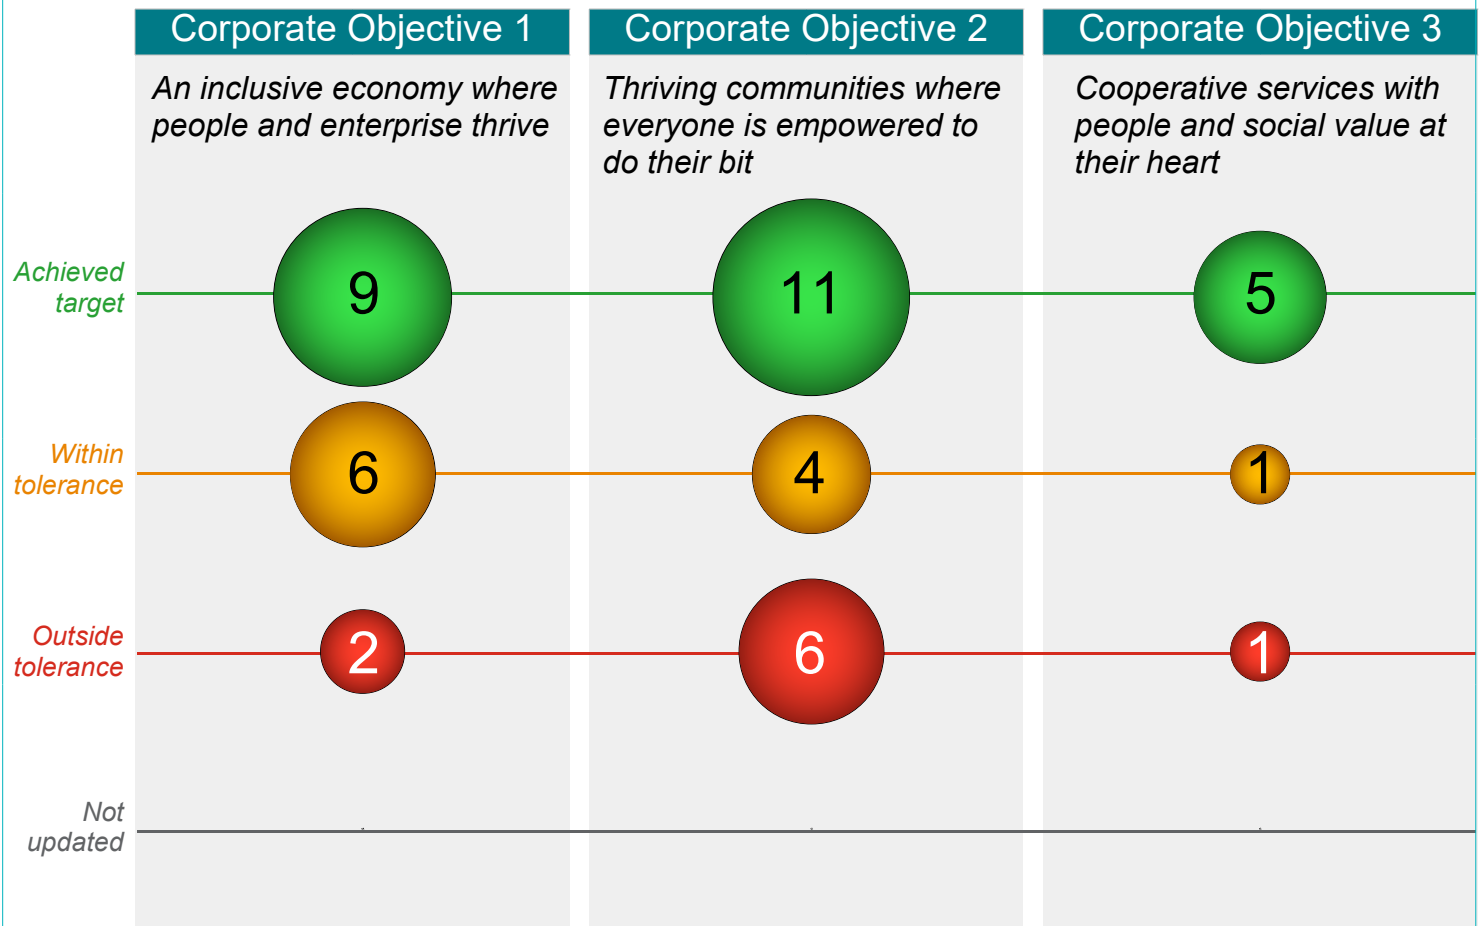 Corporate Objective 1
Corporate Objective 2
Corporate Objective 3
An inclusive economy where
people and enterprise thrive
Thriving communities where
everyone is empowered to
do their bit
Cooperative services with
people and social value at
their heart
Achieved
target
9
11
5
Within
tolerance
6
4
1
Outside
tolerance
2
6
1
Not
updated